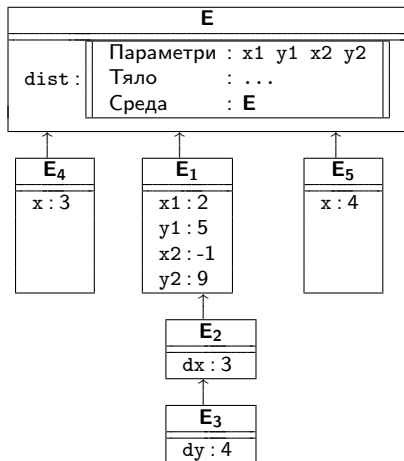 E
Параметри : x1 y1 x2 y2
dist : Тяло : ...
Среда : E
E₄ E₁ E₅
x : 3 x1 : 2 x : 4
y1 : 5
x2 : -1
y2 : 9
E₂
dx : 3
E₃
dy : 4